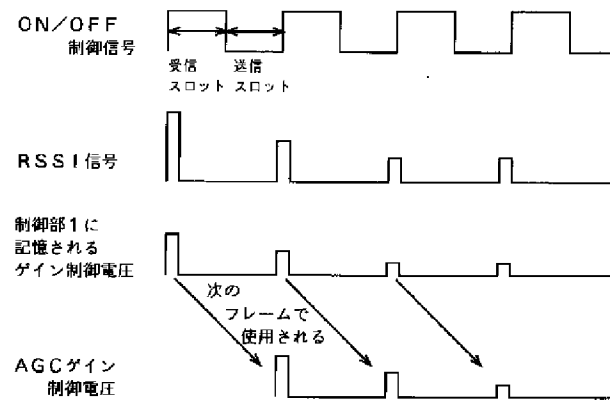 ON/OFF
制御信号
受信
スロット
送信
スロット
RSSI信号
制御部1に
記憶される
ゲイン制御電圧
次の
フレームで
使用される
AGCゲイン
制御電圧